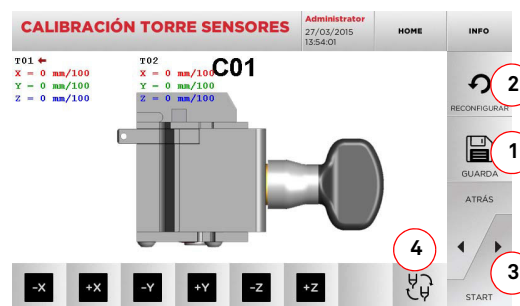 CALIBRACIÓN TORRE SENSORES
Administrator
27/03/2015
13:54:01
HOME
INFO
T01
X = 0 mm/100
Y = 0 mm/100
Z = 0 mm/100
T02
X = 0 mm/100
Y = 0 mm/100
Z = 0 mm/100
C01
2
RECONFIGURAR
1
GUARDA
ATRÁS
4
3
START
-X
+X
-Y
+Y
-Z
+Z